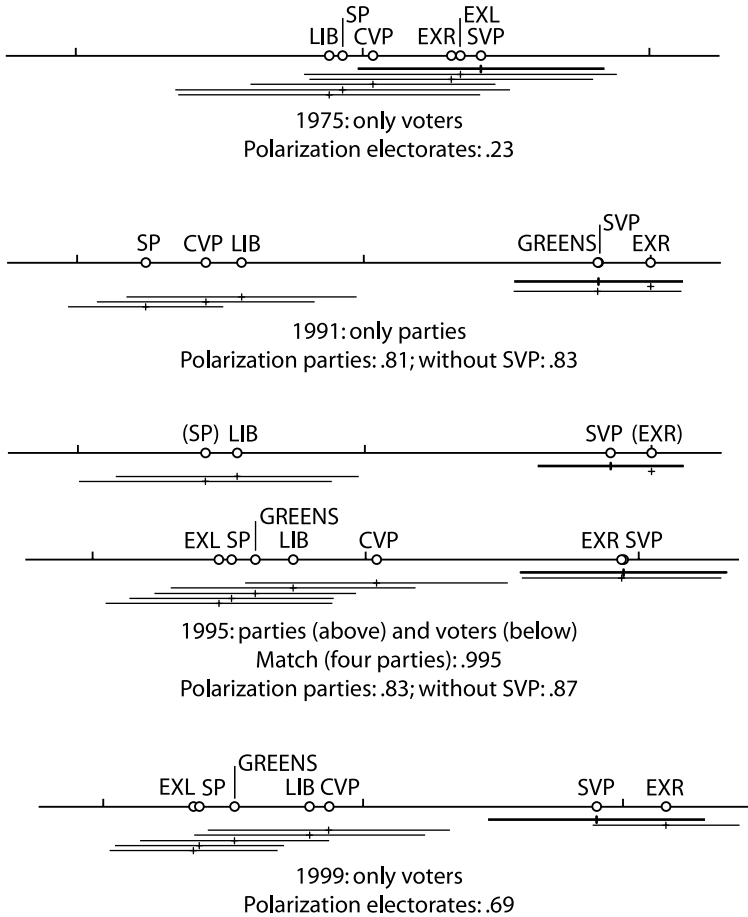 SP EXL
LIB CVP EXR SVP
1975: only voters
Polarization electorates: .23
SVP
SP CVP LIB GREENS EXR
1991: only parties
Polarization parties: .81; without SVP: .83
(SP) LIB SVP (EXR)
GREENS
EXL SP LIB CVP EXR SVP
1995: parties (above) and voters (below)
Match (four parties): .995
Polarization parties: .83; without SVP: .87
GREENS
EXL SP LIB CVP SVP EXR
1999: only voters
Polarization electorates: .69